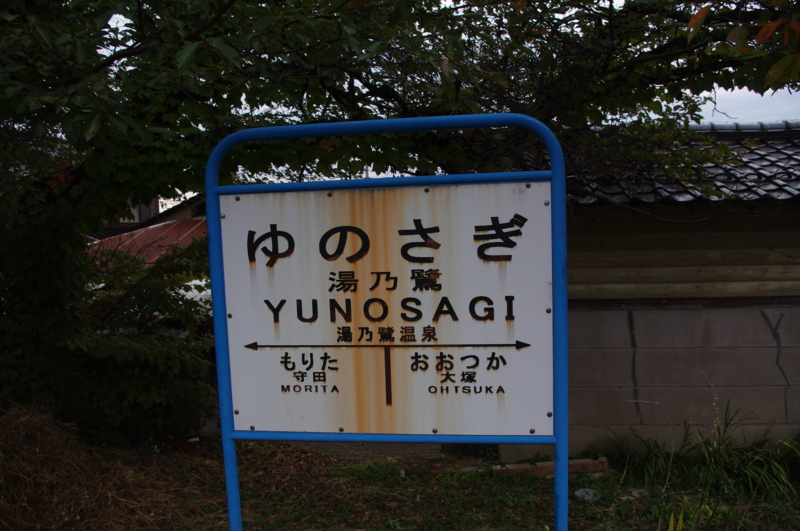 ゆのさぎ
湯乃鷺
YUNOSAGI
湯乃鷺温泉
もりた おおつか
守田 大塚
MORITA OHTSUKA